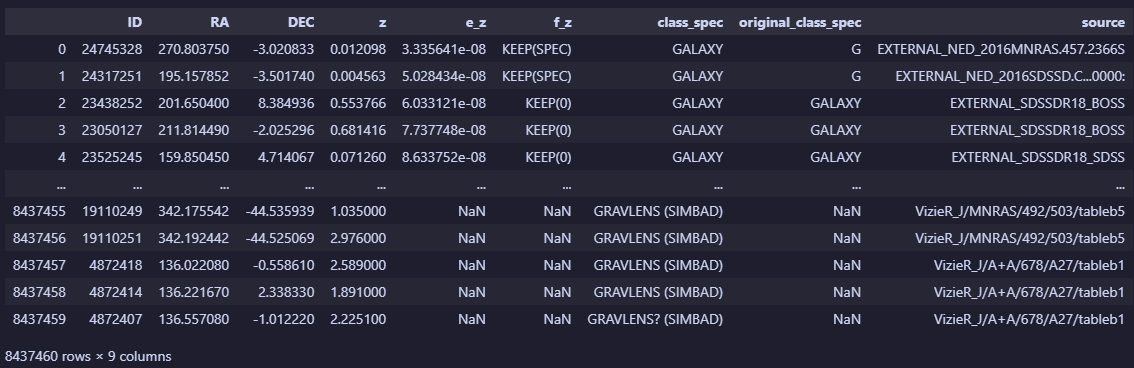 ID RA DEC z e_z f_z class_spec original_class_spec source
0 24745328 270.803750 -3.020833 0.012098 3.335641e-08 KEEP(SPEC) GALAXY G EXTERNAL_NED_2016MNRAS.457.2366S
1 24317251 195.157852 -3.501740 0.004563 5.028434e-08 KEEP(SPEC) GALAXY G EXTERNAL_NED_2016SDSSD.C...0000:
2 23438252 201.650400 8.384936 0.553766 6.033121e-08 KEEP(0) GALAXY GALAXY EXTERNAL_SDSSDR18_BOSS
3 23050127 211.814490 -2.025296 0.681416 7.737748e-08 KEEP(0) GALAXY GALAXY EXTERNAL_SDSSDR18_BOSS
4 23525245 159.850450 4.714067 0.071260 8.633752e-08 KEEP(0) GALAXY GALAXY EXTERNAL_SDSSDR18_SDSS
... ... ... ... ... ... ... ... ... ...
8437455 19110249 342.175542 -44.535939 1.035000 NaN NaN GRAVLENS (SIMBAD) NaN VizieR_J/MNRAS/492/503/tableb5
8437456 19110251 342.192442 -44.525069 2.976000 NaN NaN GRAVLENS (SIMBAD) NaN VizieR_J/MNRAS/492/503/tableb5
8437457 4872418 136.022080 -0.558610 2.589000 NaN NaN GRAVLENS (SIMBAD) NaN VizieR_J/A+A/678/A27/tableb1
8437458 4872414 136.221670 2.338330 1.891000 NaN NaN GRAVLENS (SIMBAD) NaN VizieR_J/A+A/678/A27/tableb1
8437459 4872407 136.557080 -1.012220 2.225100 NaN NaN GRAVLENS? (SIMBAD) NaN VizieR_J/A+A/678/A27/tableb1
8437460 rows × 9 columns